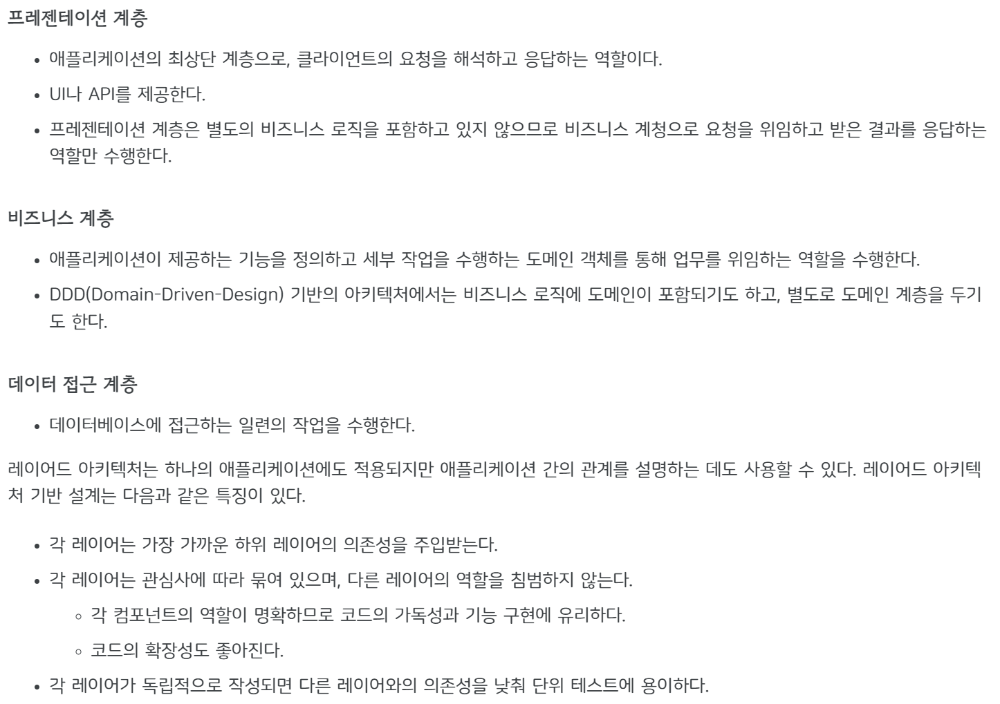 프레젠테이션 계층
애플리케이션의 최상단 계층으로, 클라이언트의 요청을 해석하고 응답하는 역할이다.
UI나 API를 제공한다.
프레젠테이션 계층은 별도의 비즈니스 로직을 포함하고 있지 않으므로 비즈니스 계청으로 요청을 위임하고 받은 결과를 응답하는
역할만 수행한다.
비즈니스 계층
애플리케이션이 제공하는 기능을 정의하고 세부 작업을 수행하는 도메인 객체를 통해 업무를 위임하는 역할을 수행한다.
DDD(Domain-Driven-Design) 기반의 아키텍처에서는 비즈니스 로직에 도메인이 포함되기도 하고, 별도로 도메인 계층을 두기
도 한다.
데이터 접근 계층
데이터베이스에 접근하는 일련의 작업을 수행한다.
레이어드 아키텍처는 하나의 애플리케이션에도 적용되지만 애플리케이션 간의 관계를 설명하는 데도 사용할 수 있다. 레이어드 아키텍
처 기반 설계는 다음과 같은 특징이 있다.
각 레이어는 가장 가까운 하위 레이어의 의존성을 주입받는다.
각 레이어는 관심사에 따라 묶여 있으며, 다른 레이어의 역할을 침범하지 않는다.
각 컴포넌트의 역할이 명확하므로 코드의 가독성과 기능 구현에 유리하다.
코드의 확장성도 좋아진다.
각 레이어가 독립적으로 작성되면 다른 레이어와의 의존성을 낮춰 단위 테스트에 용이하다.